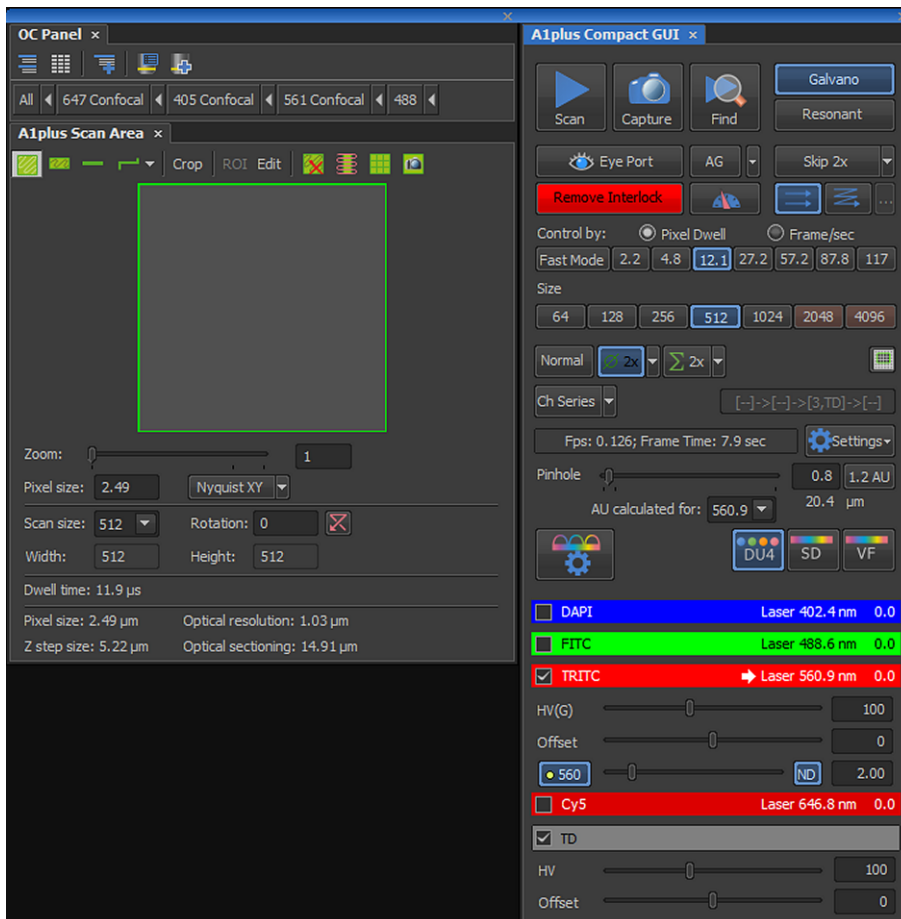 OC Panel ×
All 647 Confocal 405 Confocal 561 Confocal 488
A1plus Scan Area ×
Crop ROI Edit
Zoom: 1
Pixel size: 2.49 Nyquist XY
Scan size: 512 Rotation: 0
Width: 512 Height: 512
Dwell time: 11.9 µs
Pixel size: 2.49 µm Optical resolution: 1.03 µm
Z step size: 5.22 µm Optical sectioning: 14.91 µm
A1plus Compact GUI ×
Scan Capture Find
Galvano
Resonant
Eye Port AG Skip 2x
Remove Interlock ...
Control by: Pixel Dwell Frame/sec
Fast Mode 2.2 4.8 12.1 27.2 57.2 87.8 117
Size
64 128 256 512 1024 2048 4096
Normal 2x ∑ 2x
Ch Series [--]->[--]->[3,TD]->[--]
Fps: 0.126; Frame Time: 7.9 sec Settings
Pinhole 0.8 1.2 AU
AU calculated for: 560.9 20.4 µm
DU4 SD VF
DAPI Laser 402.4 nm 0.0
FITC Laser 488.6 nm 0.0
TRITC Laser 560.9 nm 0.0
HV(G) 100
Offset 0
560 ND 2.00
Cy5 Laser 646.8 nm 0.0
TD
HV 100
Offset 0